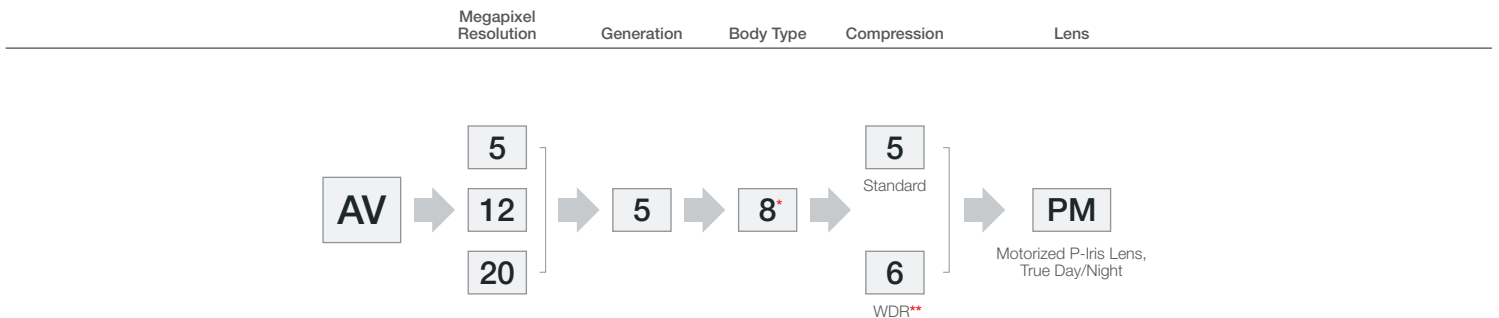 Megapixel
Resolution
Generation
Body Type
Compression
Lens
AV
5
12
20
5
8*
5
Standard
6
WDR**
PM
Motorized P-Iris Lens,
True Day/Night